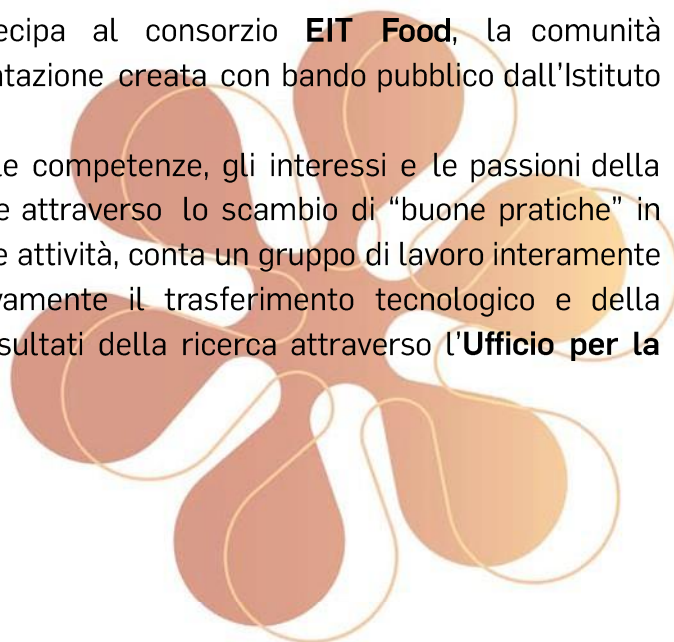 ecipa al consorzio EIT Food, la comunità
tazione creata con bando pubblico dall'Istituto
le competenze, gli interessi e le passioni della
e attraverso lo scambio di “buone pratiche” in
e attività, conta un gruppo di lavoro interamente
vamente il trasferimento tecnologico e della
sultati della ricerca attraverso l'Ufficio per la